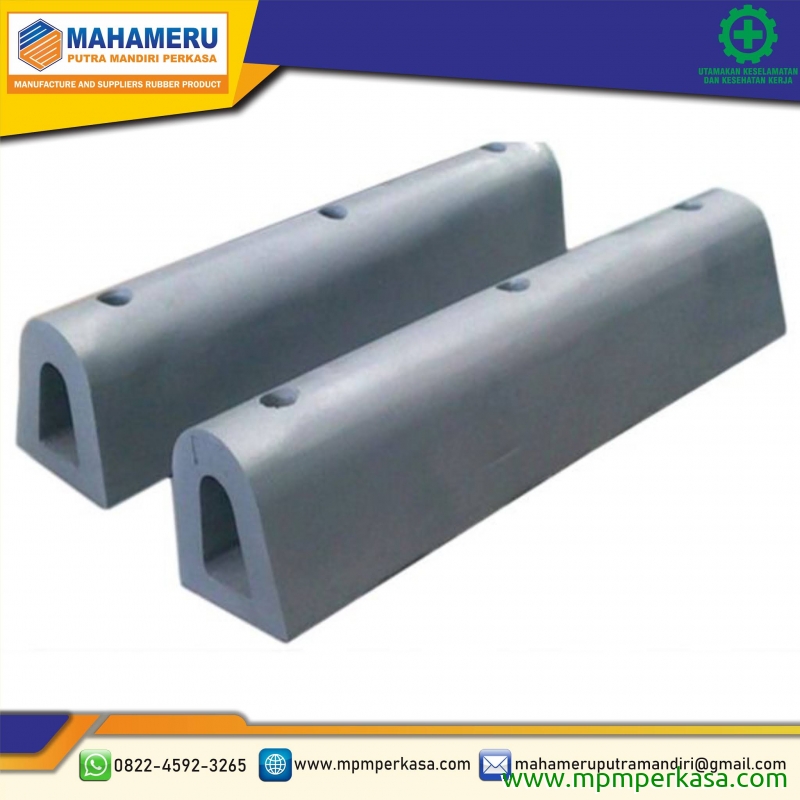 MAHAMERU
PUTRA MANDIRI PERKASA
MANUFACTURE AND SUPPLIERS RUBBER PRODUCT
UTAMAKAN KESELAMATAN
DAN KESEHATAN KERJA
0822-4592-3265
www.mpmperkasa.com
mahameruputramandiri@gmail.com
www.mpmperkasa.com